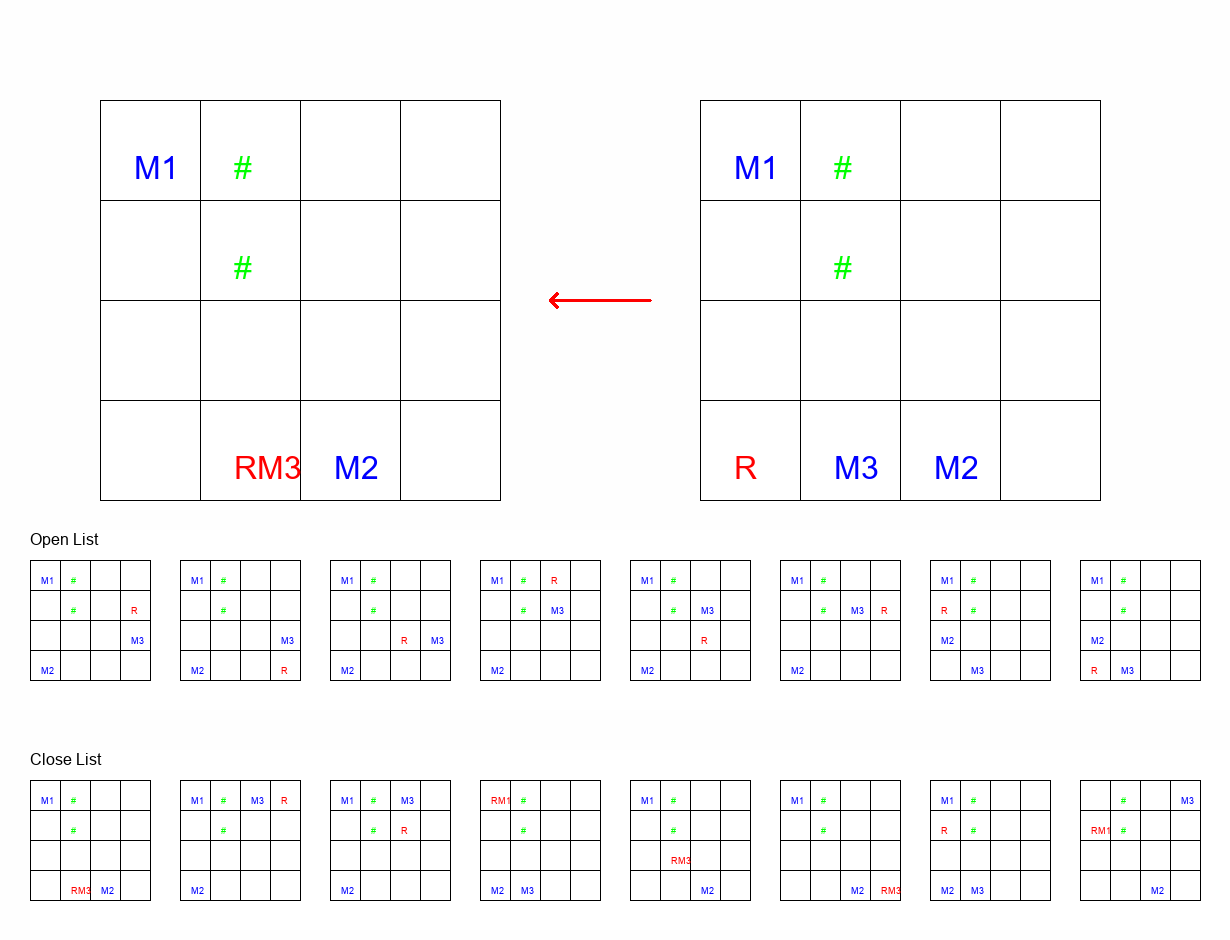 M1 # M1 #
# #
RM3 M2 R M3 M2
Open List
M1 # M1 # M1 # M1 # R M1 # M1 # M1 # M1 #
# R # # # M3 # M3 # M3 R R # #
M3 M3 R M3 R M2 M2
M2 M2 R M2 M2 M2 M2 M3 R M3
Close List
M1 # M1 # M3 R M1 # M3 RM1 # M1 # M1 # M1 # # M3
# # # R # # # R # RM1 #
RM3
RM3 M2 M2 M2 M2 M3 M2 M2 RM3 M2 M3 M2